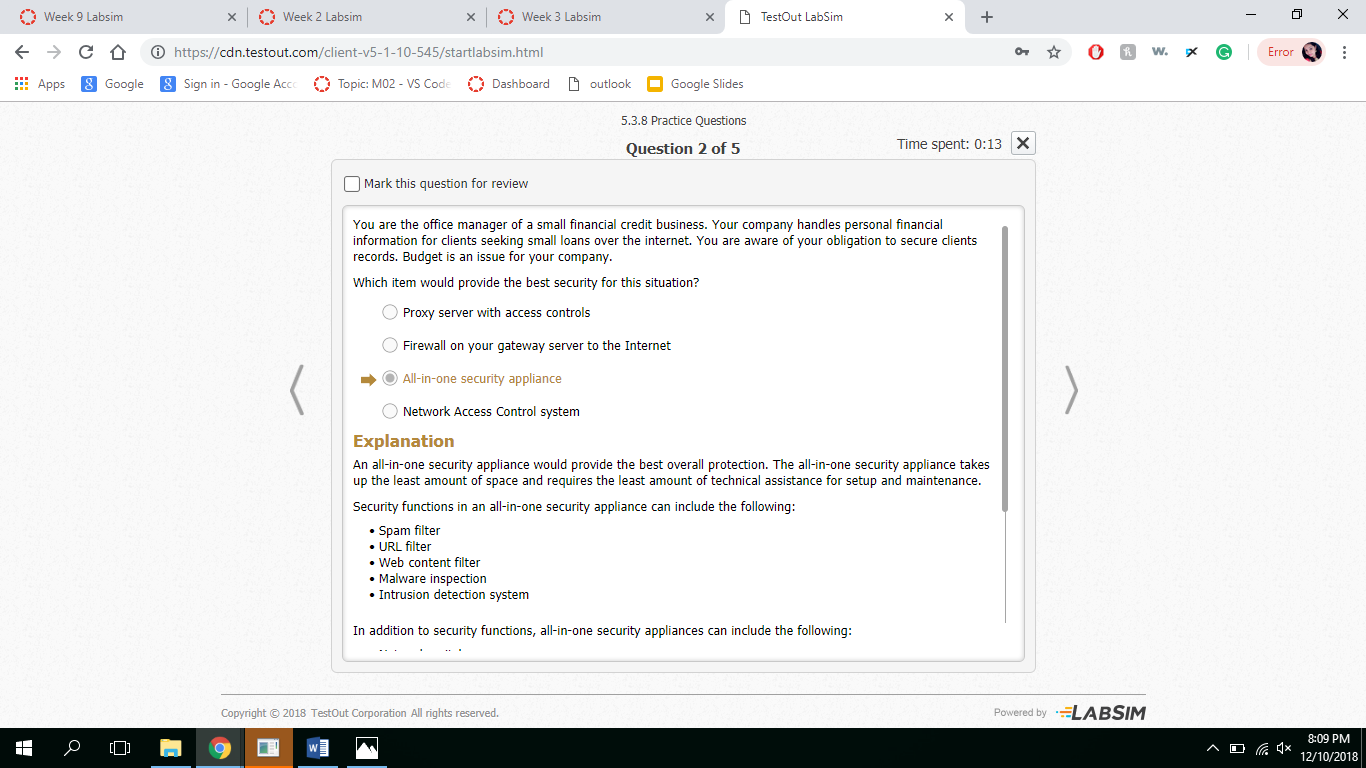 Week 9 Labsim
Week 2 Labsim
Week 3 Labsim
TestOut LabSim
https://cdn.testout.com/client-v5-1-10-545/startlabsim.html
Error
Apps
Google
Sign in - Google Acc
Topic: M02 - VS Code
Dashboard
outlook
Google Slides
5.3.8 Practice Questions
Question 2 of 5
Time spent: 0:13
Mark this question for review
You are the office manager of a small financial credit business. Your company handles personal financial
information for clients seeking small loans over the internet. You are aware of your obligation to secure clients
records. Budget is an issue for your company.
Which item would provide the best security for this situation?
Proxy server with access controls
Firewall on your gateway server to the Internet
All-in-one security appliance
Network Access Control system
Explanation
An all-in-one security appliance would provide the best overall protection. The all-in-one security appliance takes
up the least amount of space and requires the least amount of technical assistance for setup and maintenance.
Security functions in an all-in-one security appliance can include the following:
• Spam filter
• URL filter
• Web content filter
• Malware inspection
• Intrusion detection system
In addition to security functions, all-in-one security appliances can include the following:
Copyright © 2018 TestOut Corporation All rights reserved.
Powered by LABSIM
8:09 PM
12/10/2018